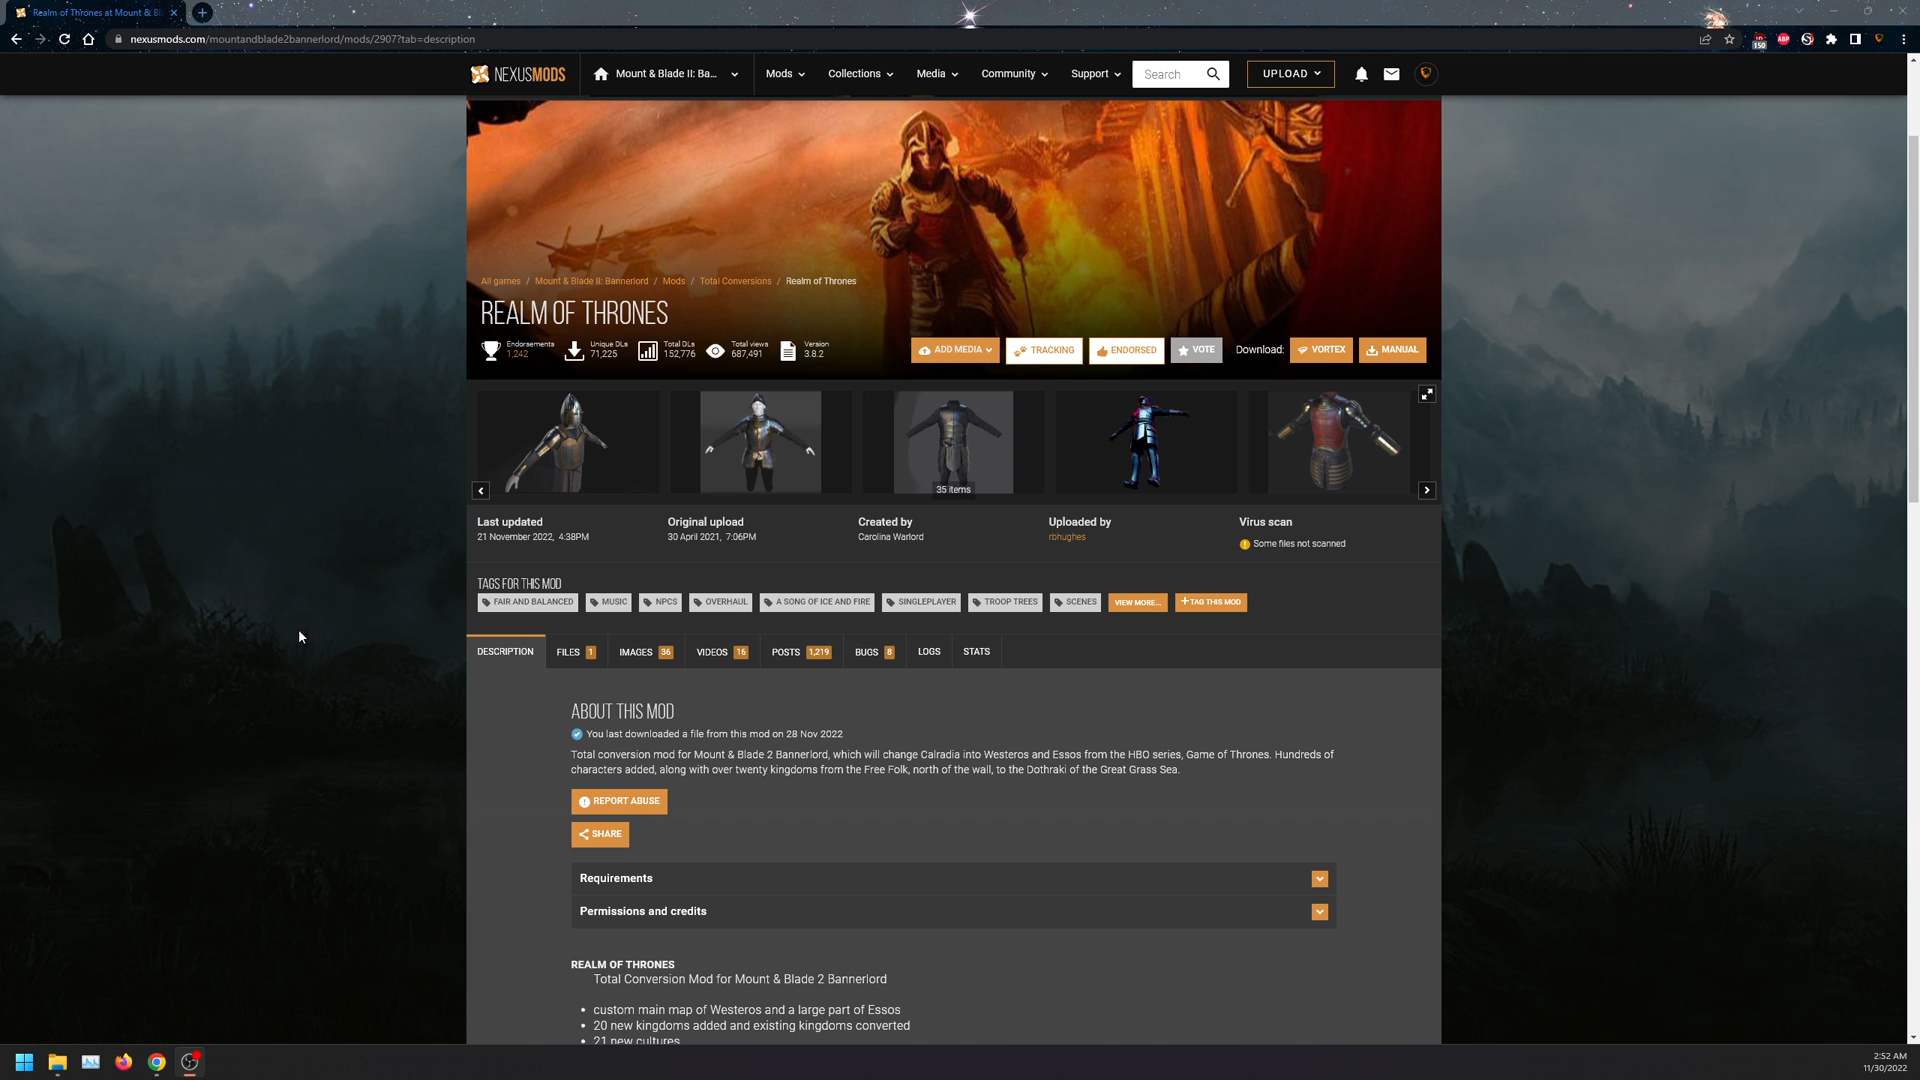 Realm of Thrones at Mount & Bl
nexusmods.com/mountandblade2bannerlord/mods/2907?tab=description
150
ABP
NEXUSMODS
Mount & Blade II: Ba...
Mods
Collections
Media
Community
Support
Search
UPLOAD
All games / Mount & Blade II: Bannerlord / Mods / Total Conversions / Realm of Thrones
REALM OF THRONES
Endorsements
1,242
Unique DLs
71,225
Total DLs
152,776
Total views
687,491
Version
3.8.2
ADD MEDIA
TRACKING
ENDORSED
VOTE
Download:
VORTEX
MANUAL
35 items
Last updated
21 November 2022, 4:38PM
Original upload
30 April 2021, 7:06PM
Created by
Carolina Warlord
Uploaded by
rbhughes
Virus scan
Some files not scanned
TAGS FOR THIS MOD
FAIR AND BALANCED
MUSIC
NPCS
OVERHAUL
A SONG OF ICE AND FIRE
SINGLEPLAYER
TROOP TREES
SCENES
VIEW MORE...
+TAG THIS MOD
DESCRIPTION
FILES 1
IMAGES 36
VIDEOS 16
POSTS 1,219
BUGS 8
LOGS
STATS
ABOUT THIS MOD
You last downloaded a file from this mod on 28 Nov 2022
Total conversion mod for Mount & Blade 2 Bannerlord, which will change Calradia into Westeros and Essos from the HBO series, Game of Thrones. Hundreds of
characters added, along with over twenty kingdoms from the Free Folk, north of the wall, to the Dothraki of the Great Grass Sea.
REPORT ABUSE
SHARE
Requirements
Permissions and credits
REALM OF THRONES
Total Conversion Mod for Mount & Blade 2 Bannerlord
• custom main map of Westeros and a large part of Essos
• 20 new kingdoms added and existing kingdoms converted
• 21 new cultures
2:52 AM
11/30/2022